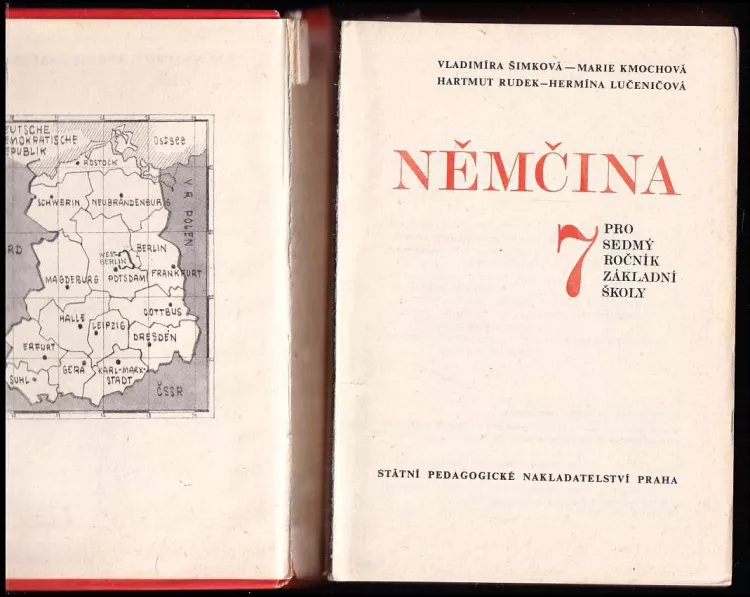 DEUTSCHE
DEMOKRATISCHE
REPUBLIK
Ostsee
ROSTOCK
SCHWERIN
NEUBRANDENBURG
V R POLEN
BERLIN
WEST-
BERLIN
POTSDAM
FRANKFURT
MAGDEBURG
COTTBUS
HALLE
LEIPZIG
DRESDEN
ERFURT
GERA
KARL-MARX-
STADT
SUHL
ČSSR
VLADIMÍRA ŠIMKOVÁ—MARIE KMOCHOVÁ
HARTMUT RUDEK—HERMÍNA LUČENIČOVÁ
NĚMČINA
7
PRO
SEDMÝ
ROČNÍK
ZÁKLADNÍ
ŠKOLY
STÁTNÍ PEDAGOGICKÉ NAKLADATELSTVÍ PRAHA